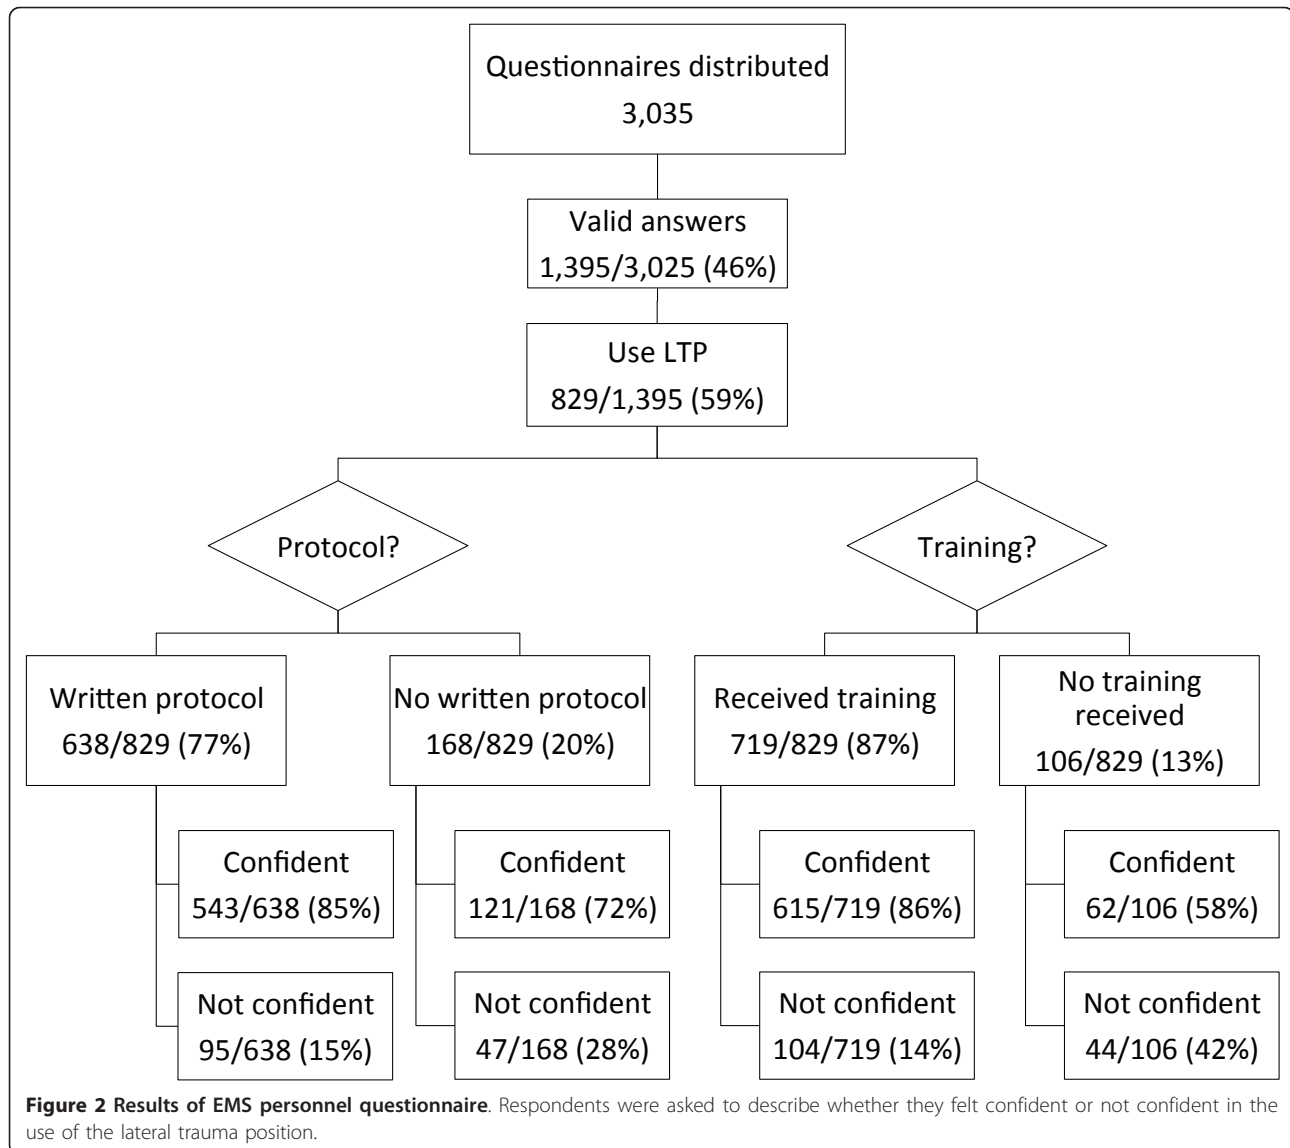 Questionnaires distributed
3,035
Valid answers
1,395/3,025 (46%)
Use LTP
829/1,395 (59%)
Protocol?
Training?
Written protocol
638/829 (77%)
No written protocol
168/829 (20%)
Received training
719/829 (87%)
No training
received
106/829 (13%)
Confident
543/638 (85%)
Confident
121/168 (72%)
Confident
615/719 (86%)
Confident
62/106 (58%)
Not confident
95/638 (15%)
Not confident
47/168 (28%)
Not confident
104/719 (14%)
Not confident
44/106 (42%)
Figure 2 Results of EMS personnel questionnaire. Respondents were asked to describe whether they felt confident or not confident in the
use of the lateral trauma position.